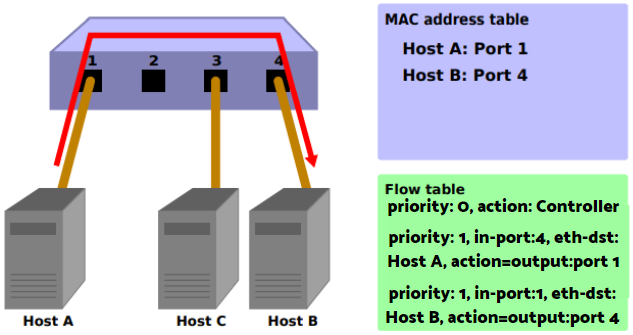 1 2 3 4
Host A
Host C
Host B
MAC address table
Host A: Port 1
Host B: Port 4
Flow table
priority: 0, action: Controller
priority: 1, in-port:4, eth-dst:
Host A, action=output:port 1
priority: 1, in-port:1, eth-dst:
Host B, action=output:port 4